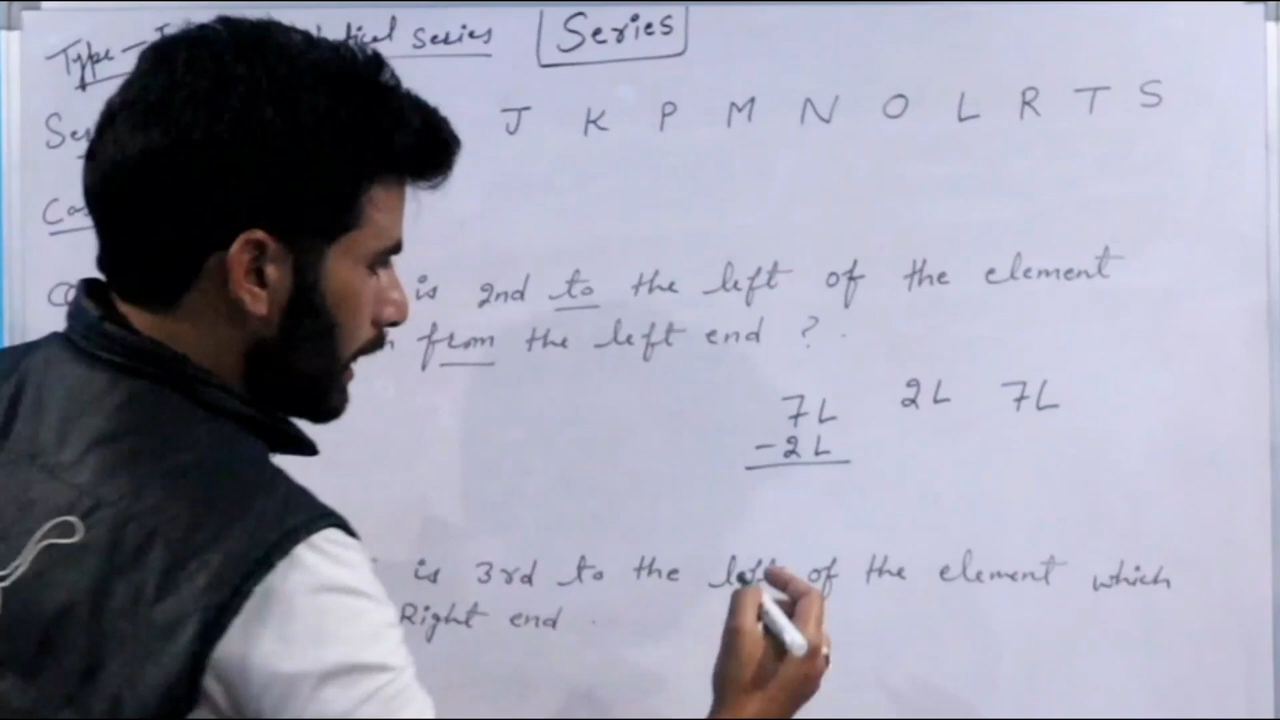 Type - tical series Series
Se J K P M N O L R T S
Ca
is 2nd to the left of the element
from the left end ? .
7L 2L 7L
-2L
is 3rd to the left of the element which
Right end .